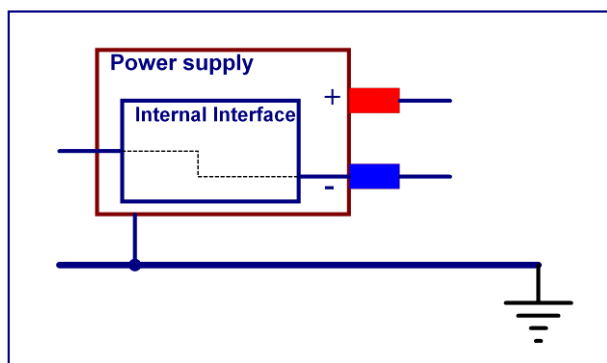 Power supply
+
Internal Interface
-